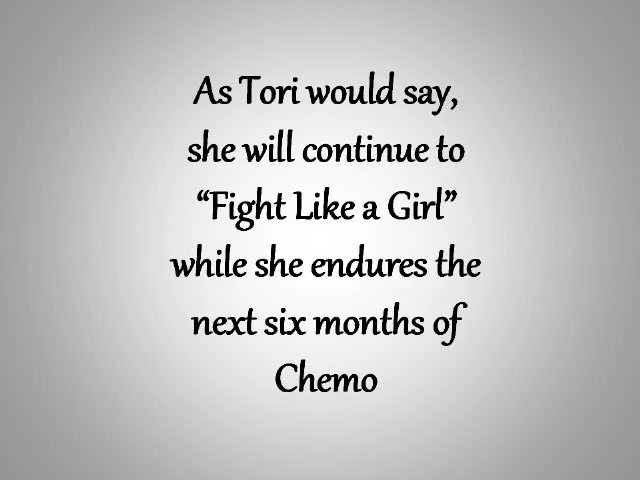 As Tori would say,
she will continue to
“Fight Like a Girl”
while she endures the
next six months of
Chemo